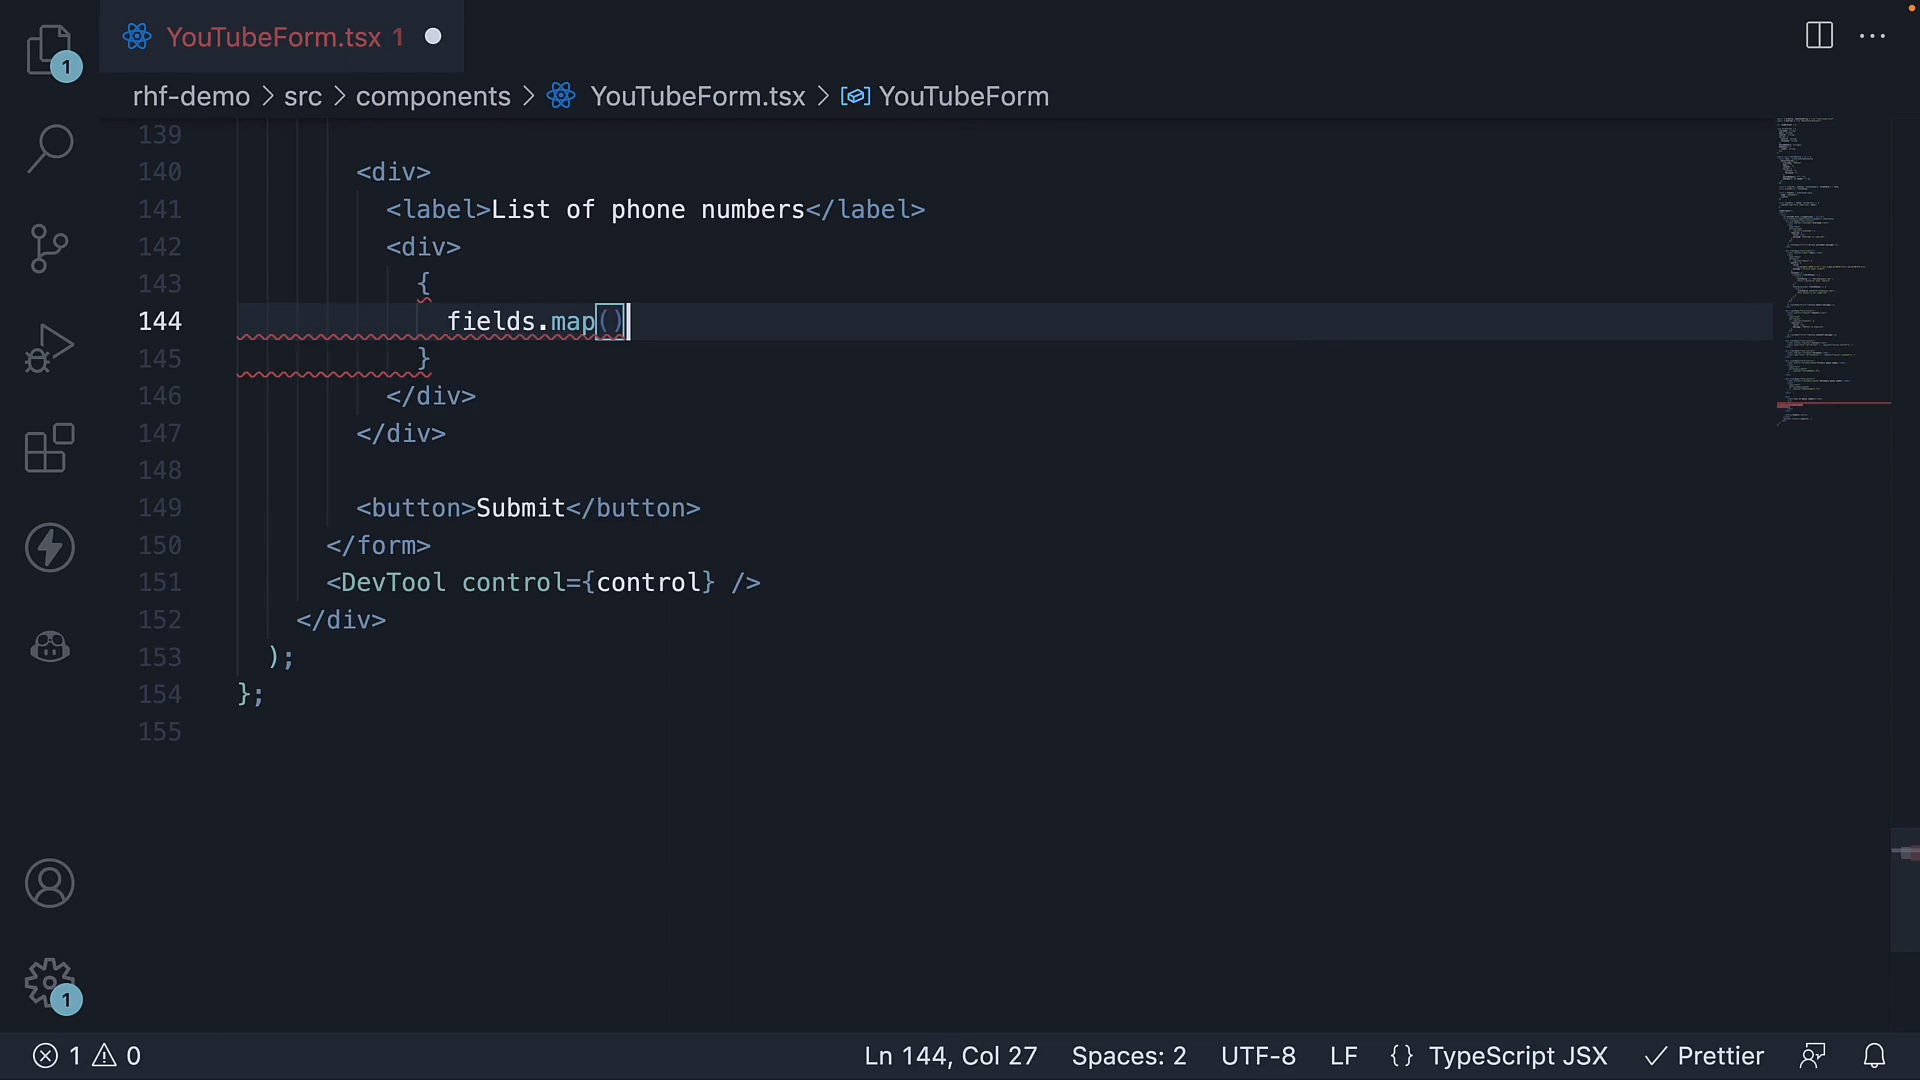 YouTubeForm.tsx 1
1
rhf-demo > src > components > YouTubeForm.tsx > YouTubeForm
139
140 <div>
141 <label>List of phone numbers</label>
142 <div>
143 {
144 fields.map()
145 }
146 </div>
147 </div>
148
149 <button>Submit</button>
150 </form>
151 <DevTool control={control} />
152 </div>
153 );
154 };
155
1
1 0 Ln 144, Col 27 Spaces: 2 UTF-8 LF {} TypeScript JSX Prettier